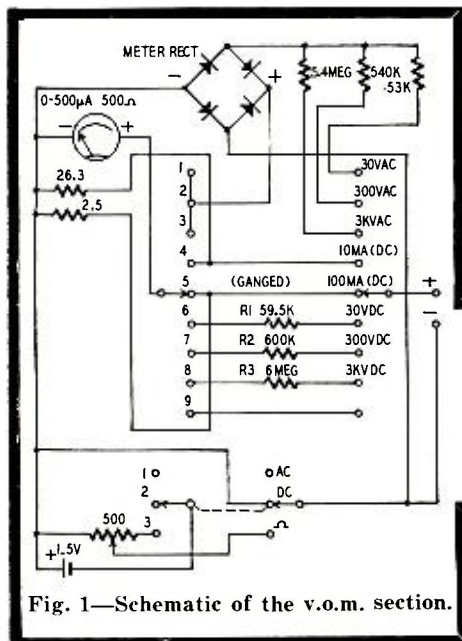 METER RECT
- +
5.4MEG 540K 53K
0-500µA 500Ω
- +
26.3
2.5
1
2
3
4
5
6
7
8
9
30VAC
300VAC
3KVAC
10MA (DC)
(GANGED) 100MA (DC)
R1 59.5K 30VDC
R2 600K 300VDC
R3 6MEG 3KVDC
+
-
1
2
3
AC
DC
Ω
500
+ 1.5V
Fig. 1—Schematic of the v.o.m. section.